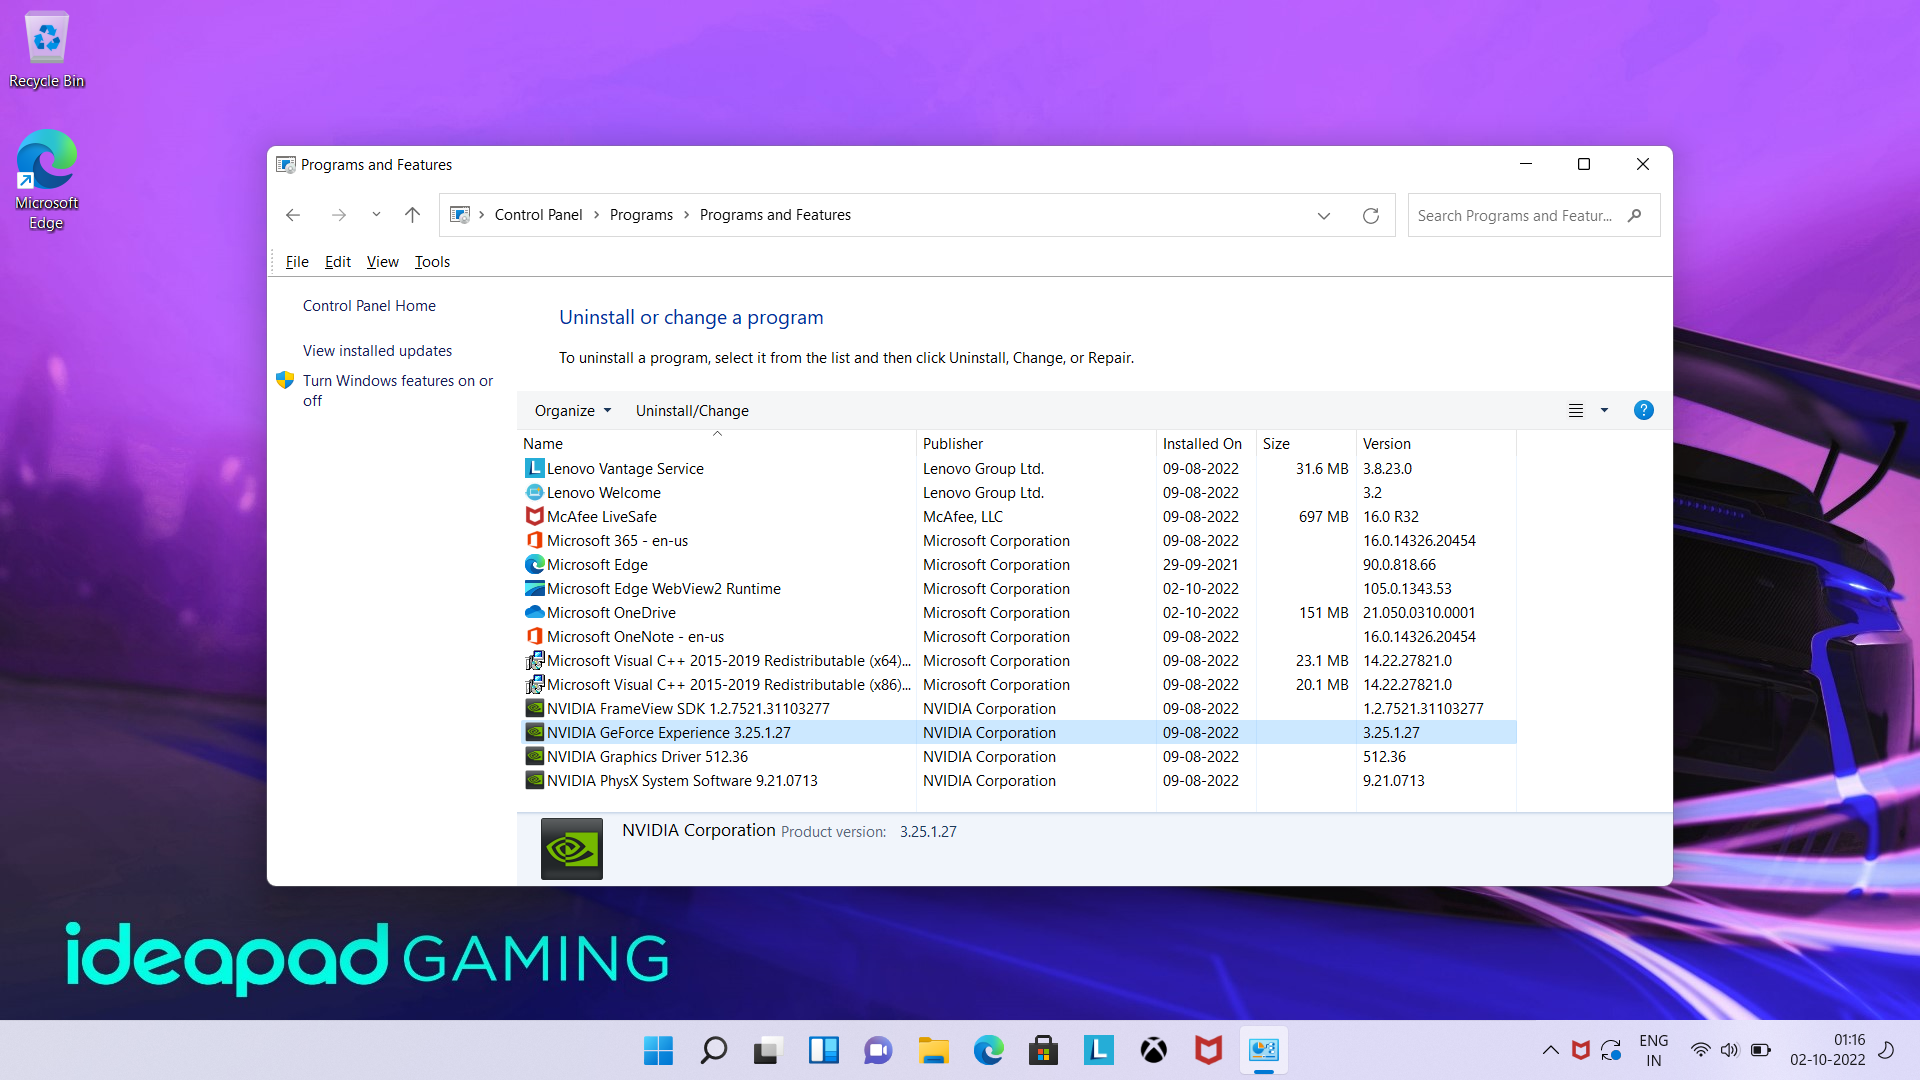 Recycle Bin
Microsoft
Edge
Programs and Features
Control Panel
Programs
Programs and Features
Search Programs and Featur...
File Edit View Tools
Control Panel Home
View installed updates
Turn Windows features on or
off
Uninstall or change a program
To uninstall a program, select it from the list and then click Uninstall, Change, or Repair.
Organize Uninstall/Change ?
Name Publisher Installed On Size Version
L Lenovo Vantage Service Lenovo Group Ltd. 09-08-2022 31.6 MB 3.8.23.0
Lenovo Welcome Lenovo Group Ltd. 09-08-2022 3.2
McAfee LiveSafe McAfee, LLC 09-08-2022 697 MB 16.0 R32
Microsoft 365 - en-us Microsoft Corporation 09-08-2022 16.0.14326.20454
Microsoft Edge Microsoft Corporation 29-09-2021 90.0.818.66
Microsoft Edge WebView2 Runtime Microsoft Corporation 02-10-2022 105.0.1343.53
Microsoft OneDrive Microsoft Corporation 02-10-2022 151 MB 21.050.0310.0001
Microsoft OneNote - en-us Microsoft Corporation 09-08-2022 16.0.14326.20454
Microsoft Visual C++ 2015-2019 Redistributable (x64)... Microsoft Corporation 09-08-2022 23.1 MB 14.22.27821.0
Microsoft Visual C++ 2015-2019 Redistributable (x86)... Microsoft Corporation 09-08-2022 20.1 MB 14.22.27821.0
NVIDIA FrameView SDK 1.2.7521.31103277 NVIDIA Corporation 09-08-2022 1.2.7521.31103277
NVIDIA GeForce Experience 3.25.1.27 NVIDIA Corporation 09-08-2022 3.25.1.27
NVIDIA Graphics Driver 512.36 NVIDIA Corporation 09-08-2022 512.36
NVIDIA PhysX System Software 9.21.0713 NVIDIA Corporation 09-08-2022 9.21.0713
NVIDIA Corporation Product version: 3.25.1.27
ideapad GAMING
L
ENG
IN
01:16
02-10-2022